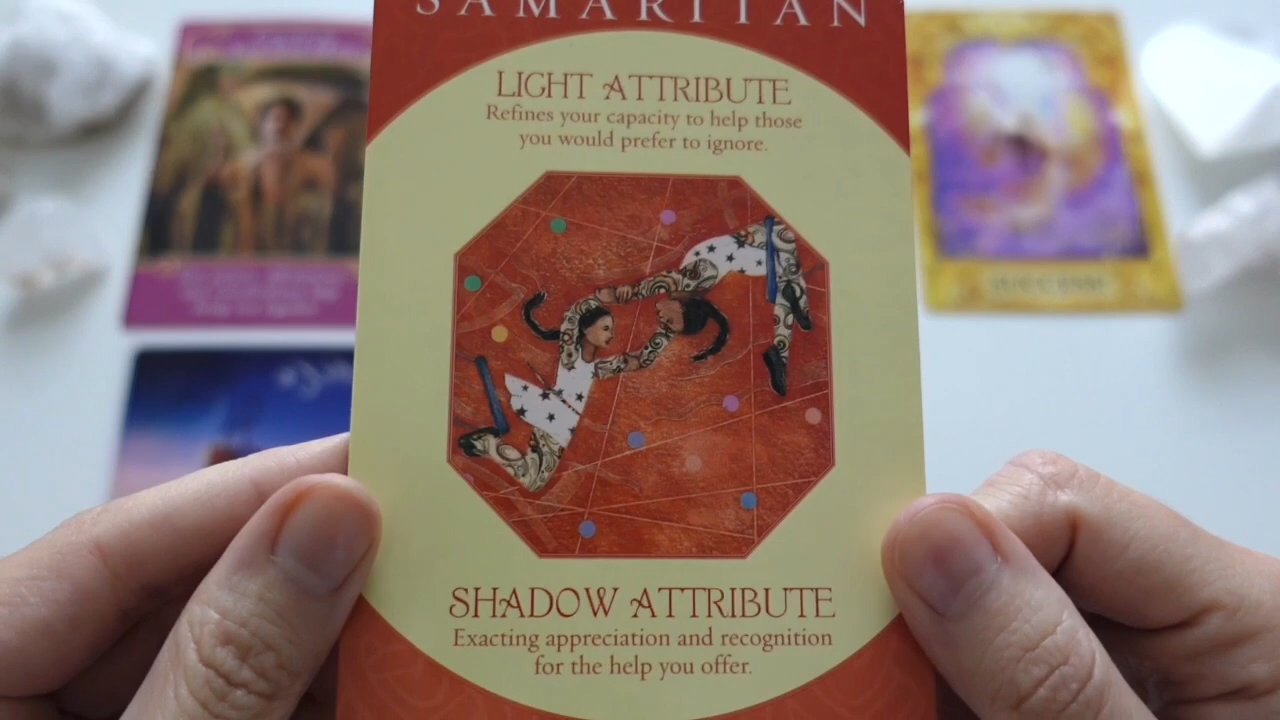 SAMARITAN
LIGHT ATTRIBUTE
Refines your capacity to help those
you would prefer to ignore.
SHADOW ATTRIBUTE
Exacting appreciation and recognition
for the help you offer.